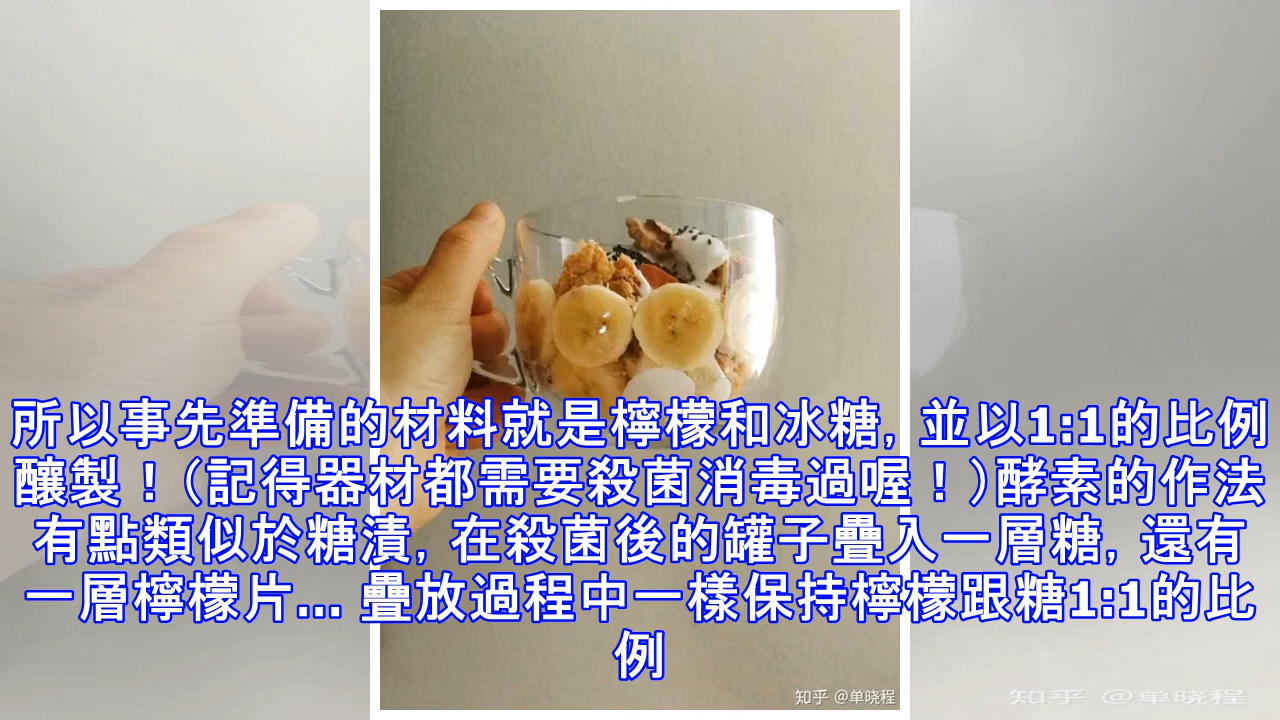 所以事先準備的材料就是檸檬和冰糖, 並以1:1的比例
釀製！(記得器材都需要殺菌消毒過喔！)酵素的作法
有點類似於糖漬, 在殺菌後的罐子疊入一層糖, 還有
一層檸檬片... 疊放過程中一樣保持檸檬跟糖1:1的比
例
知乎 @单晓程
知乎 @单晓程